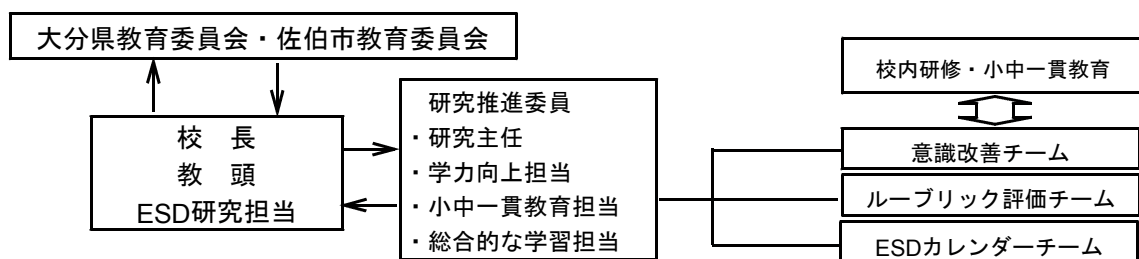 大分県教育委員会・佐伯市教育委員会
校　長
教　頭
ESD研究担当
研究推進委員
・研究主任
・学力向上担当
・小中一貫教育担当
・総合的な学習担当
校内研修・小中一貫教育
意識改善チーム
ルーブリック評価チーム
ESDカレンダーチーム